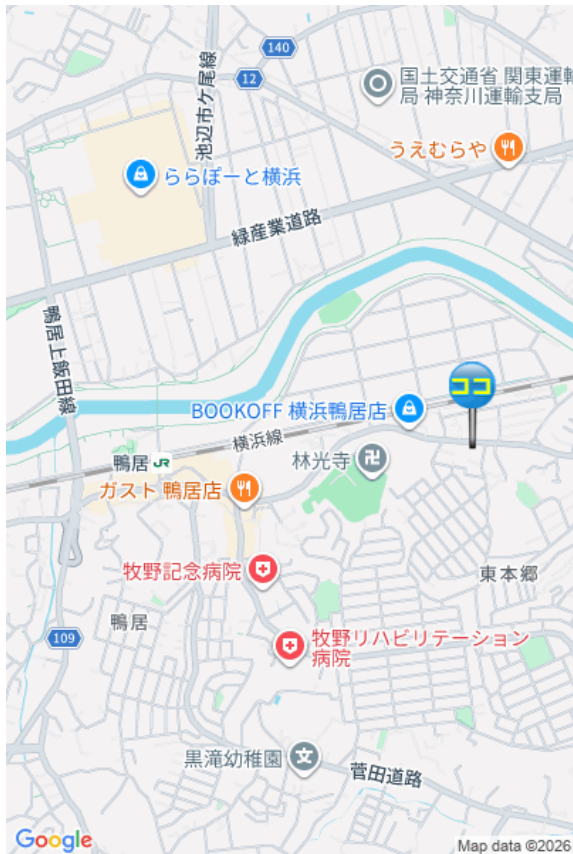 140
12
国土交通省 関東運輸
局 神奈川運輸支局
池辺市ケ尾線
うえむらや
ららぽーと横浜
緑産業道路
鴨居上飯田線
ココ
BOOKOFF 横浜鴨居店
横浜線
鴨居 JR
林光寺
ガスト 鴨居店
牧野記念病院
東本郷
鴨居
109
牧野リハビリテーション
病院
黒滝幼稚園
菅田道路
Google
Map data ©2026